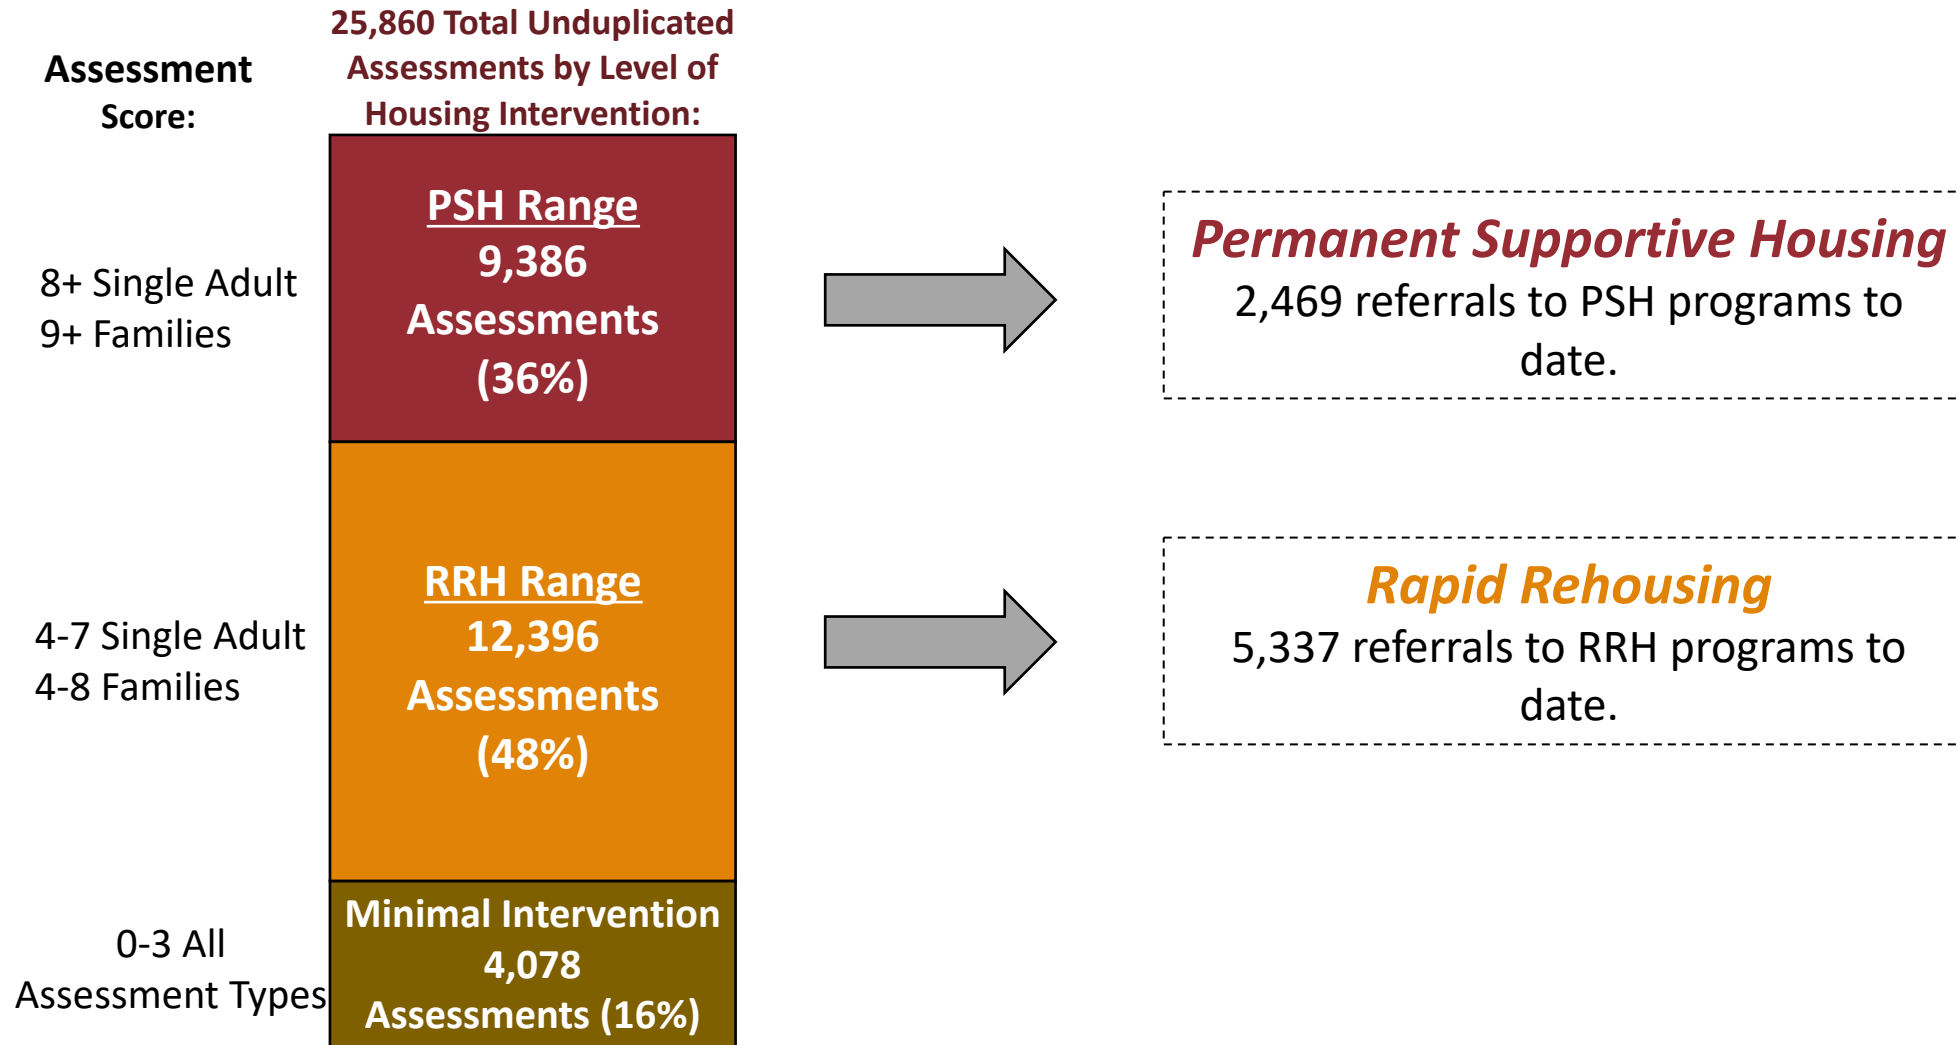 Assessment
Score:
25,860 Total Unduplicated
Assessments by Level of
Housing Intervention:
8+ Single Adult
9+ Families
PSH Range
9,386
Assessments
(36%)
Permanent Supportive Housing
2,469 referrals to PSH programs to
date.
4-7 Single Adult
4-8 Families
RRH Range
12,396
Assessments
(48%)
Rapid Rehousing
5,337 referrals to RRH programs to
date.
0-3 All
Assessment Types
Minimal Intervention
4,078
Assessments (16%)